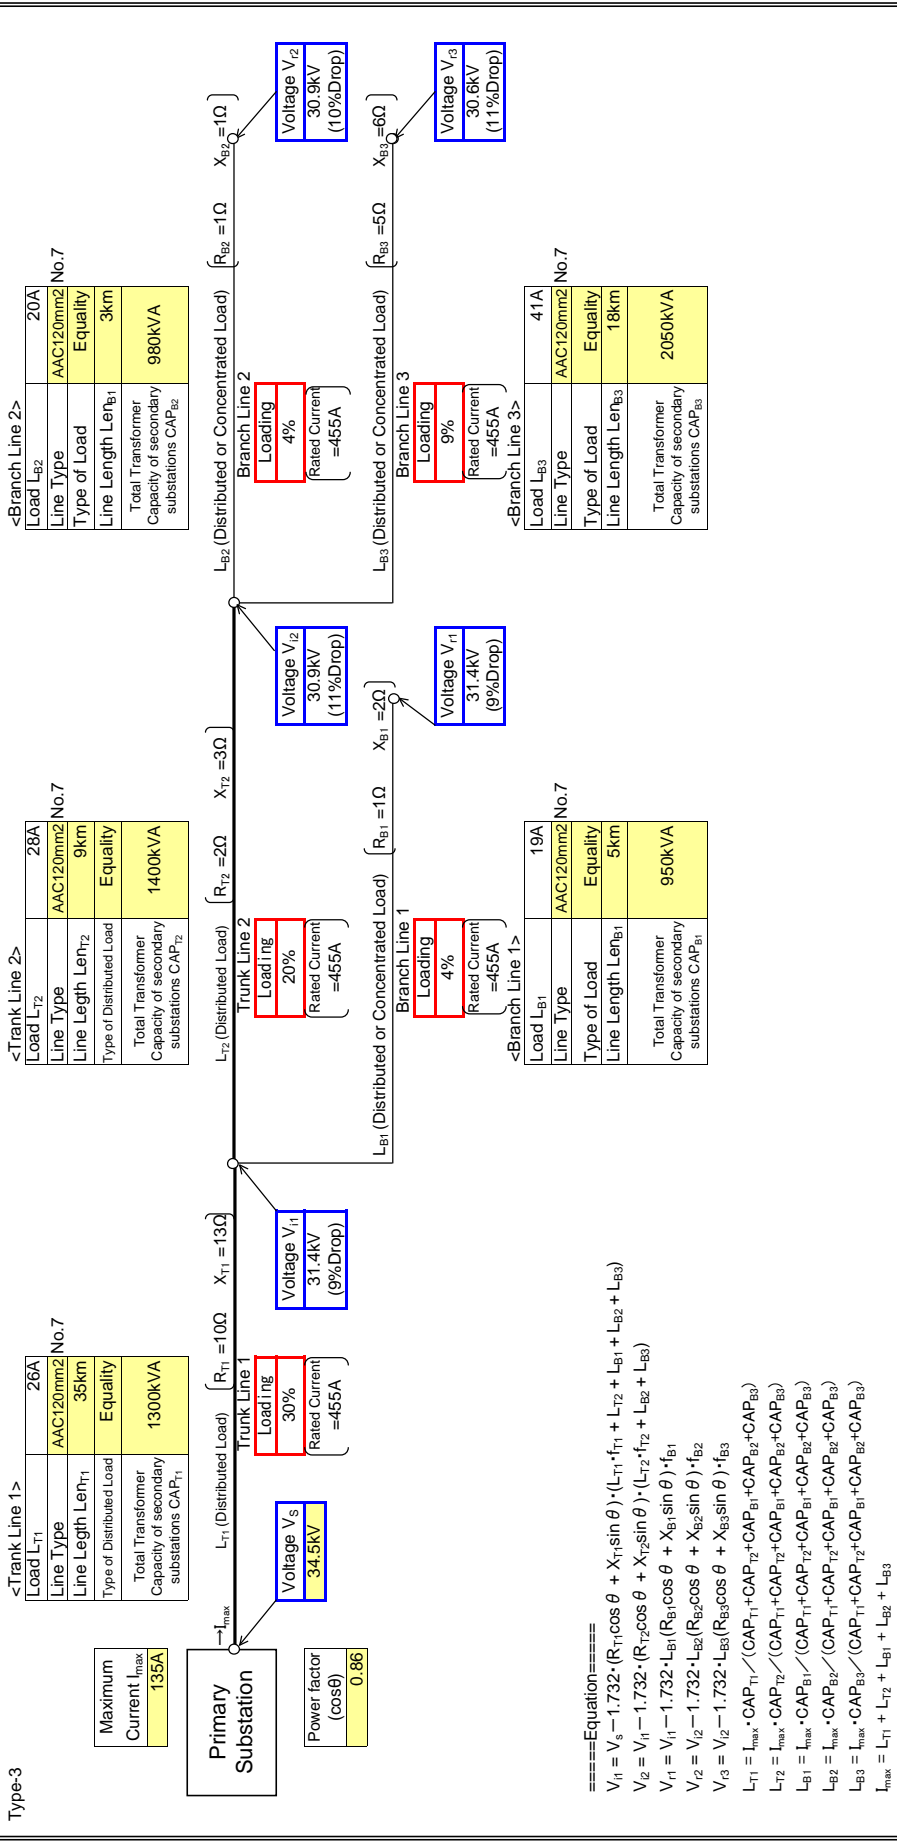 Type-3
Maximum
Current Imax
135A
Primary
Substation
Power factor
(cosθ)
0.86
→Imax
Voltage VS
34.5kV
<Trank Line 1>
Load LT1 26A
Line Type AAC120mm2 No.7
Line Legth LenT1 35km
Type of Distributed Load Equality
Total Transformer
Capacity of secondary
substations CAPT1
1300kVA
LT1 (Distributed Load) (RT1 =10Ω XT1 =13Ω)
Trunk Line 1
Loading
30%
(Rated Current
=455A)
Voltage Vi1
31.4kV
(9%Drop)
<Trank Line 2>
Load LT2 28A
Line Type AAC120mm2 No.7
Line Legth LenT2 9km
Type of Distributed Load Equality
Total Transformer
Capacity of secondary
substations CAPT2
1400kVA
LT2 (Distributed Load) (RT2 =2Ω XT2 =3Ω)
Trunk Line 2
Loading
20%
(Rated Current
=455A)
Voltage Vi2
30.9kV
(11%Drop)
LB1 (Distributed or Concentrated Load) (RB1 =1Ω XB1 =2Ω)
Branch Line 1
Loading
4%
(Rated Current
=455A)
Voltage Vr1
31.4kV
(9%Drop)
<Branch Line 1>
Load LB1 19A
Line Type AAC120mm2 No.7
Type of Load Equality
Line Length LenB1 5km
Total Transformer
Capacity of secondary
substations CAPB1
950kVA
<Branch Line 2>
Load LB2 20A
Line Type AAC120mm2 No.7
Type of Load Equality
Line Length LenB1 3km
Total Transformer
Capacity of secondary
substations CAPB2
980kVA
LB2 (Distributed or Concentrated Load) (RB2 =1Ω XB2 =1Ω)
Branch Line 2
Loading
4%
(Rated Current
=455A)
Voltage Vr2
30.9kV
(10%Drop)
LB3 (Distributed or Concentrated Load) (RB3 =5Ω XB3 =6Ω)
Branch Line 3
Loading
9%
(Rated Current
=455A)
Voltage Vr3
30.6kV
(11%Drop)
<Branch Line 3>
Load LB3 41A
Line Type AAC120mm2 No.7
Type of Load Equality
Line Length LenB3 18km
Total Transformer
Capacity of secondary
substations CAPB3
2050kVA
=====Equation=====
Vi1 = Vs−1.732・(RT1cosθ + XT1sinθ)・(LT1・fT1 + LT2 + LB1 + LB2 + LB3)
Vi2 = Vi1−1.732・(RT2cosθ + XT2sinθ)・(LT2・fT2 + LB2 + LB3)
Vr1 = Vi1−1.732・LB1(RB1cosθ + XB1sinθ)・fB1
Vr2 = Vi2−1.732・LB2(RB2cosθ + XB2sinθ)・fB2
Vr3 = Vi2−1.732・LB3(RB3cosθ + XB3sinθ)・fB3
LT1 = Imax・CAPT1／(CAPT1+CAPT2+CAPB1+CAPB2+CAPB3)
LT2 = Imax・CAPT2／(CAPT1+CAPT2+CAPB1+CAPB2+CAPB3)
LB1 = Imax・CAPB1／(CAPT1+CAPT2+CAPB1+CAPB2+CAPB3)
LB2 = Imax・CAPB2／(CAPT1+CAPT2+CAPB1+CAPB2+CAPB3)
LB3 = Imax・CAPB3／(CAPT1+CAPT2+CAPB1+CAPB2+CAPB3)
Imax = LT1 + LT2 + LB1 + LB2 + LB3